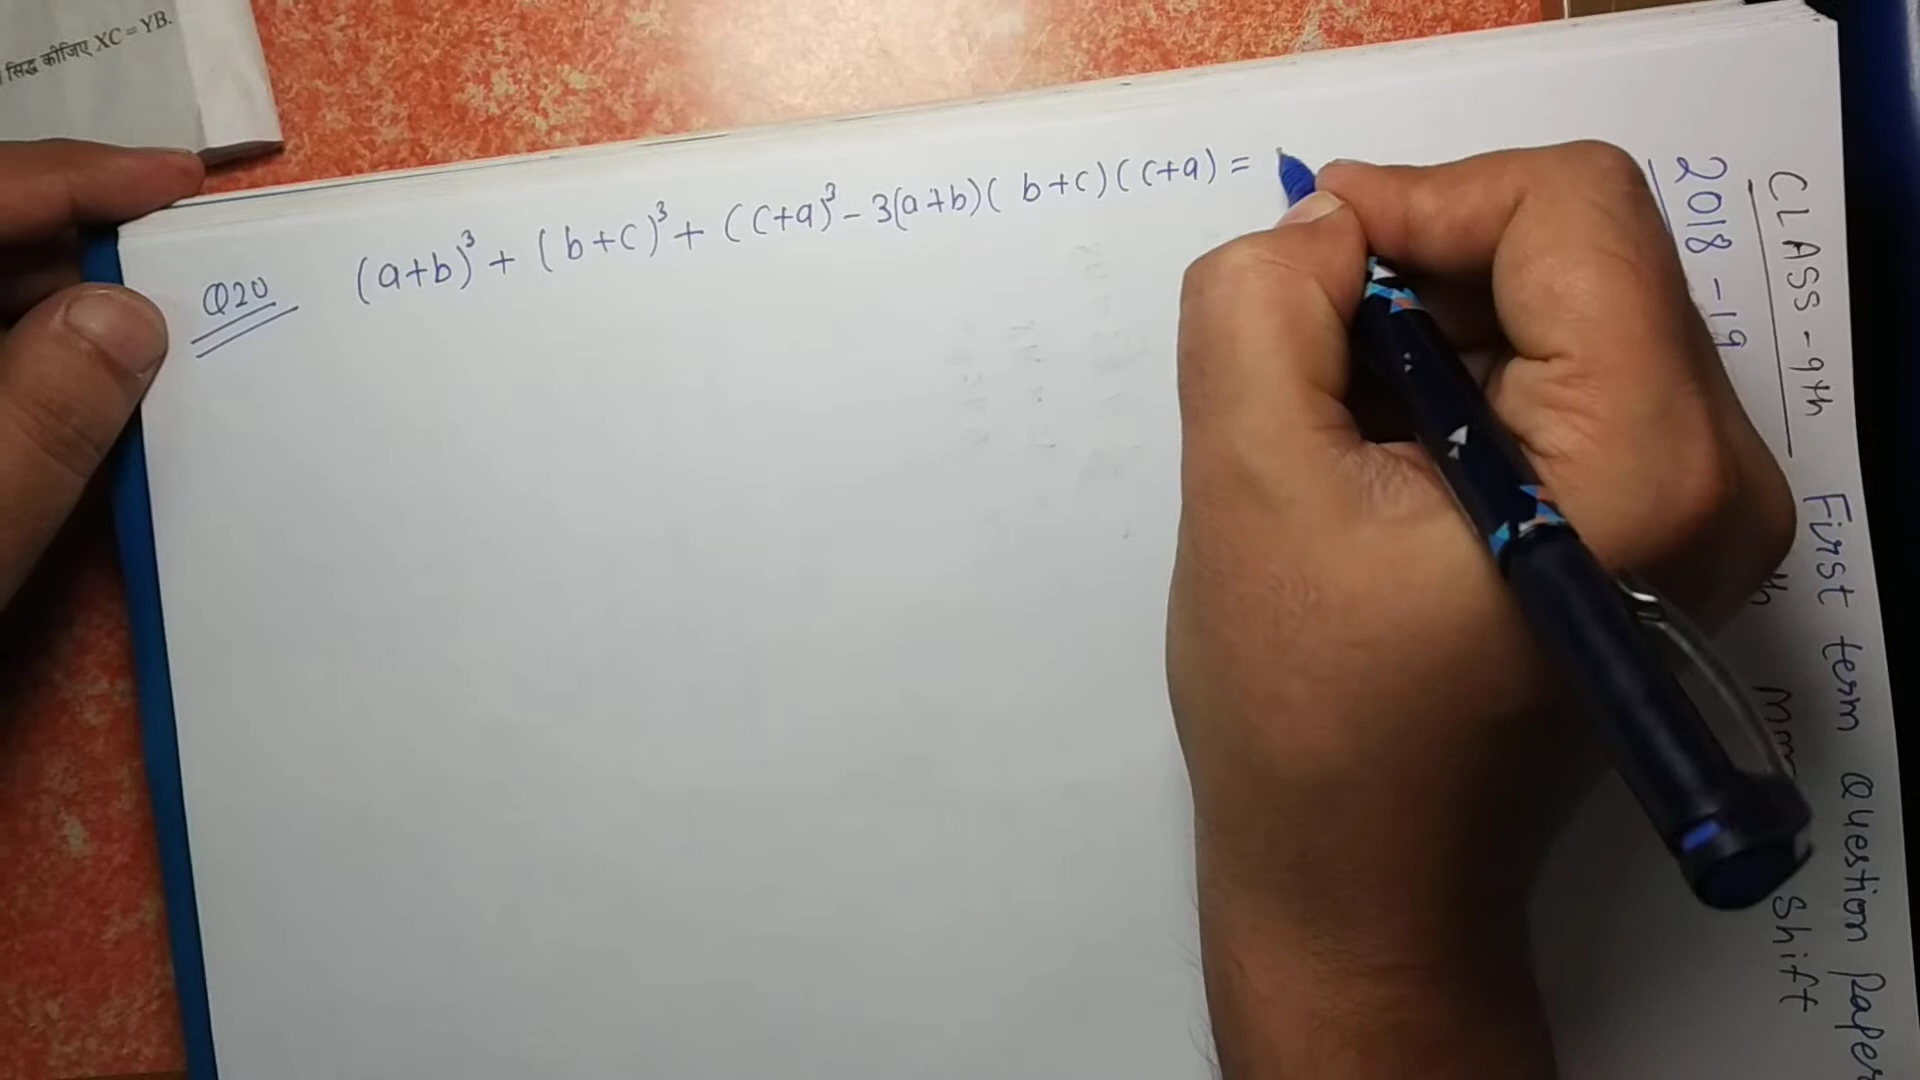 सिद्ध कीजिए XC = YB.
Q20 (a+b)³ + (b+c)³ + (c+a)³ - 3(a+b)(b+c)(c+a) =
CLASS - 9th First term Question Paper
2018 - 19 Shift